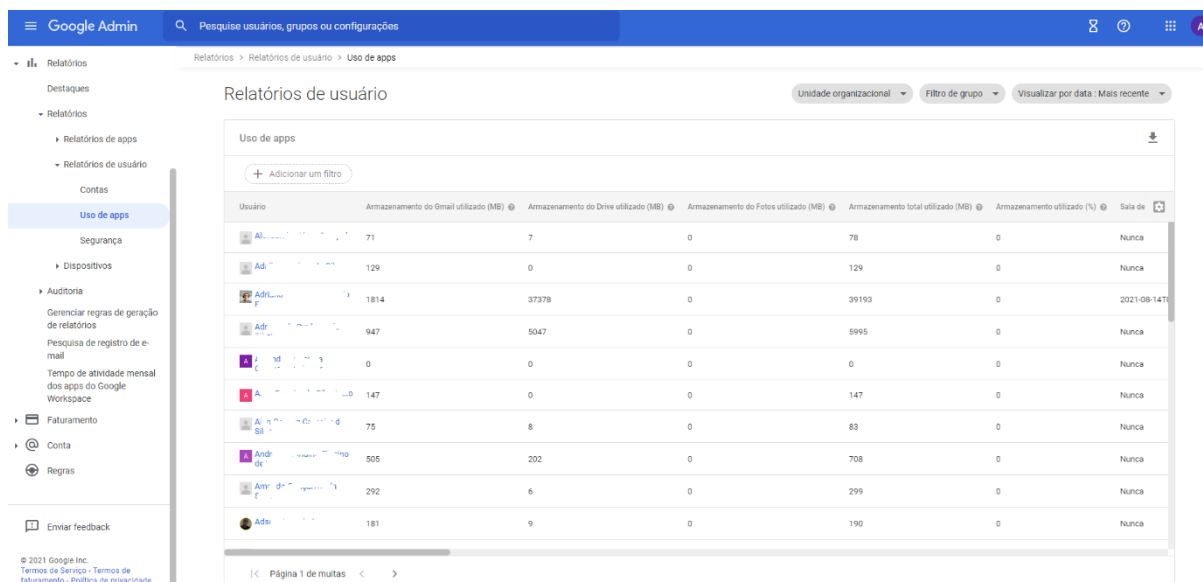 Google Admin
Pesquise usuários, grupos ou configurações
A
Relatórios
Destaques
Relatórios
Relatórios de apps
Relatórios de usuário
Contas
Uso de apps
Segurança
Dispositivos
Auditoria
Gerenciar regras de geração
de relatórios
Pesquisa de registro de e-
mail
Tempo de atividade mensal
dos apps do Google
Workspace
Faturamento
Conta
Regras
Enviar feedback
© 2021 Google Inc.
Termos de Serviço - Termos de
faturamento - Política de privacidade
Relatórios > Relatórios de usuário > Uso de apps
Relatórios de usuário
Unidade organizacional
Filtro de grupo
Visualizar por data : Mais recente
Uso de apps
+ Adicionar um filtro
Usuário Armazenamento do Gmail utilizado (MB) Armazenamento do Drive utilizado (MB) Armazenamento do Fotos utilizado (MB) Armazenamento total utilizado (MB) Armazenamento utilizado (%) Sala de
71 7 0 78 0 Nunca
129 0 0 129 0 Nunca
1814 37378 0 39193 0 2021-08-14T
947 5047 0 5995 0 Nunca
A 0 0 0 0 0 Nunca
A 147 0 0 147 0 Nunca
75 8 0 83 0 Nunca
A 505 202 0 708 0 Nunca
292 6 0 299 0 Nunca
181 9 0 190 0 Nunca
Página 1 de muitas